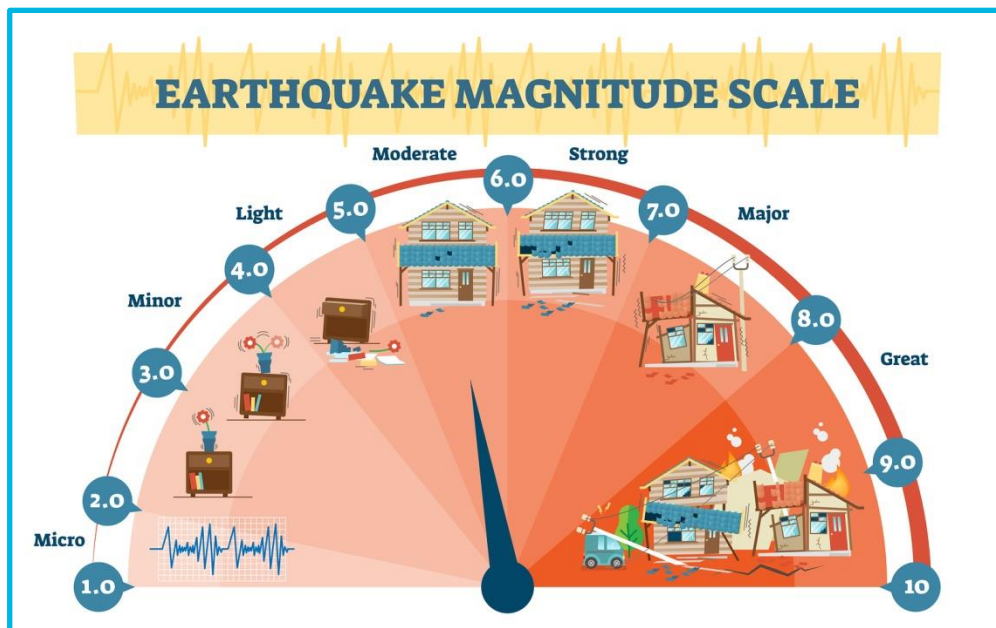 EARTHQUAKE MAGNITUDE SCALE
Micro
Minor
Light
Moderate
Strong
Major
Great
1.0
2.0
3.0
4.0
5.0
6.0
7.0
8.0
9.0
10